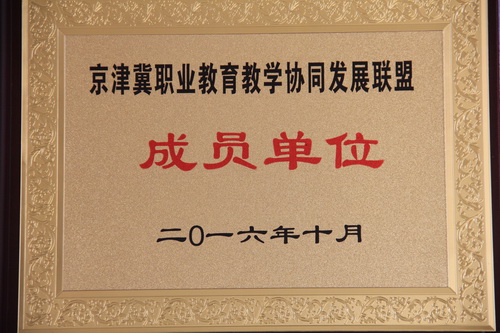 京津冀职业教育教学协同发展联盟
成员单位
二0一六年十月